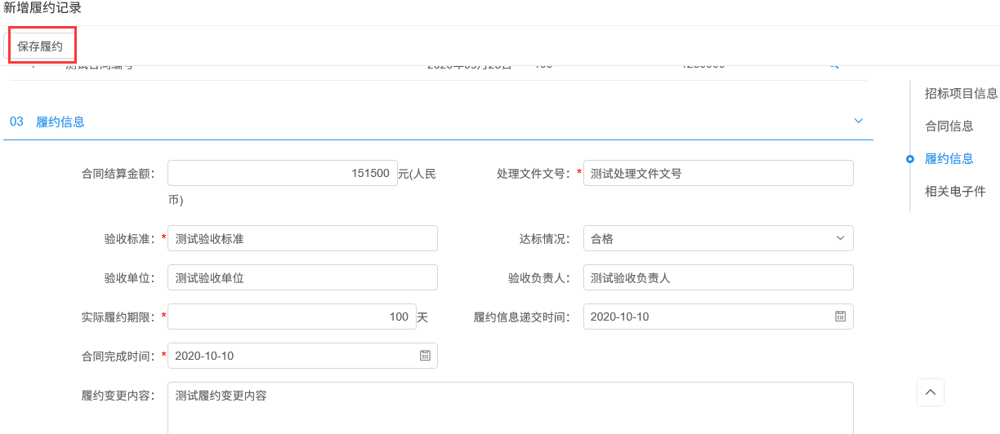 新增履约记录
保存履约
招标项目信息
03 履约信息
合同信息
履约信息
相关电子件
合同结算金额： 151500 元(人民币)
处理文件文号：* 测试处理文件文号
验收标准：* 测试验收标准
达标情况： 合格
验收单位： 测试验收单位
验收负责人： 测试验收负责人
实际履约期限：* 100 天
履约信息递交时间： 2020-10-10
合同完成时间：* 2020-10-10
履约变更内容： 测试履约变更内容